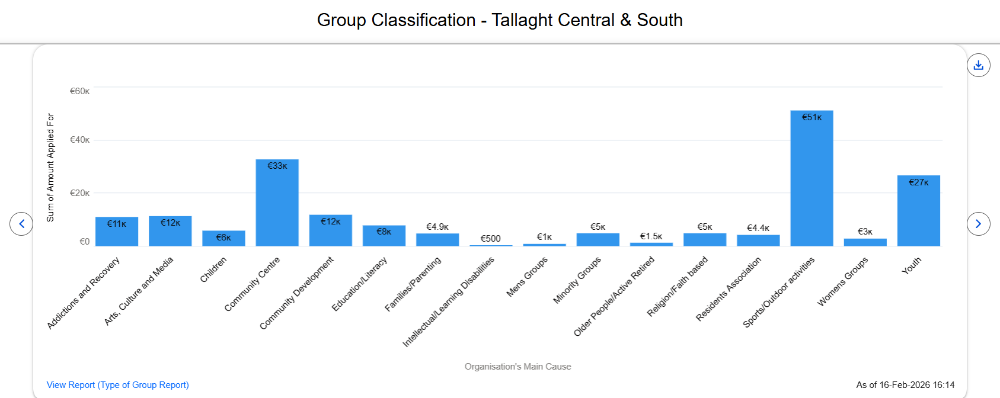 Group Classification - Tallaght Central & South
Sum of Amount Applied For
€60K
€40K
€20K
€0
€11K
€12K
€6K
€33K
€12K
€8K
€4.9K
€500
€1K
€5K
€1.5K
€5K
€4.4K
€51K
€3K
€27K
Addictions and Recovery
Arts, Culture and Media
Children
Community Centre
Community Development
Education/Literacy
Families/Parenting
Intellectual/Learning Disabilities
Mens Groups
Minority Groups
Older People/Active Retired
Religion/Faith based
Residents Association
Sports/Outdoor activities
Womens Groups
Youth
Organisation's Main Cause
View Report (Type of Group Report)
As of 16-Feb-2026 16:14